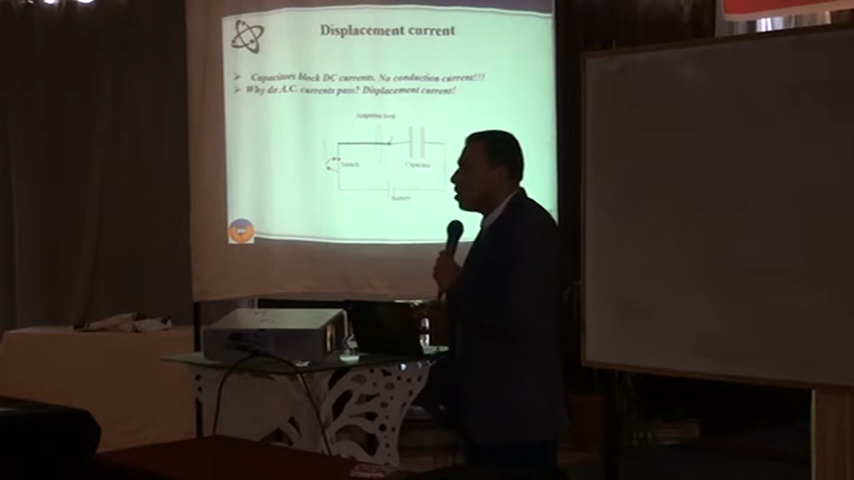 Displacement current
Capacitors block DC currents. No conduction current!!!
Why do A.C. currents pass? Displacement current!
Amperian loop
Switch
Capacitor
Battery